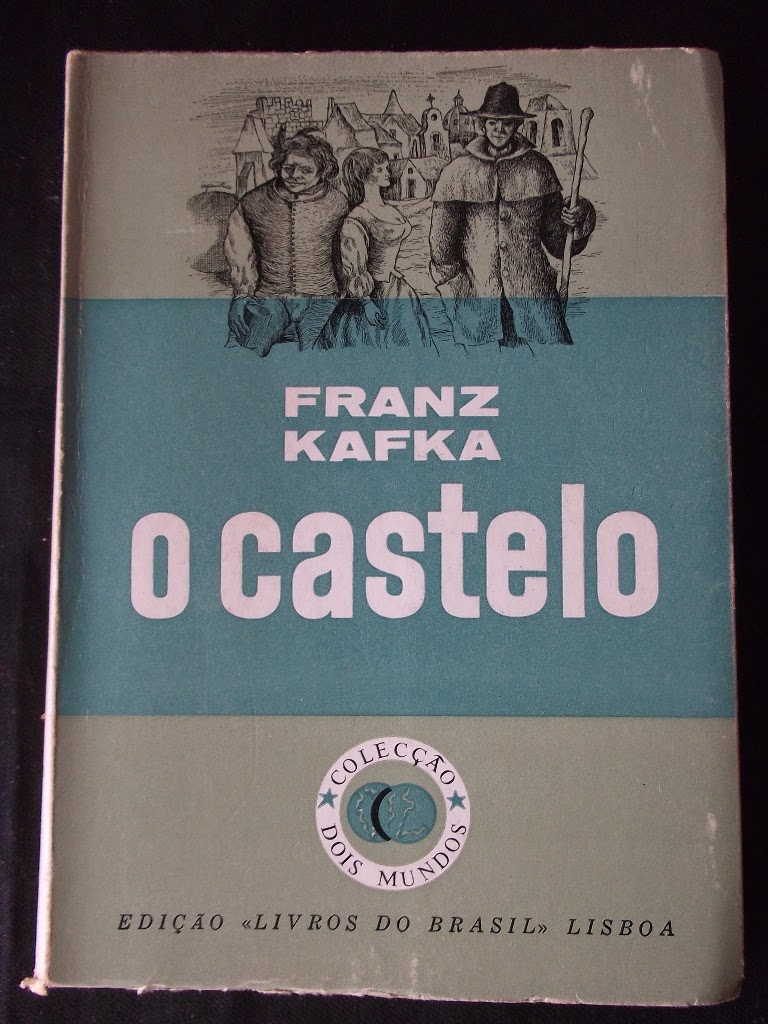 FRANZ
KAFKA
o castelo
COLECÇÃO
DOIS MUNDOS
EDIÇÃO «LIVROS DO BRASIL» LISBOA